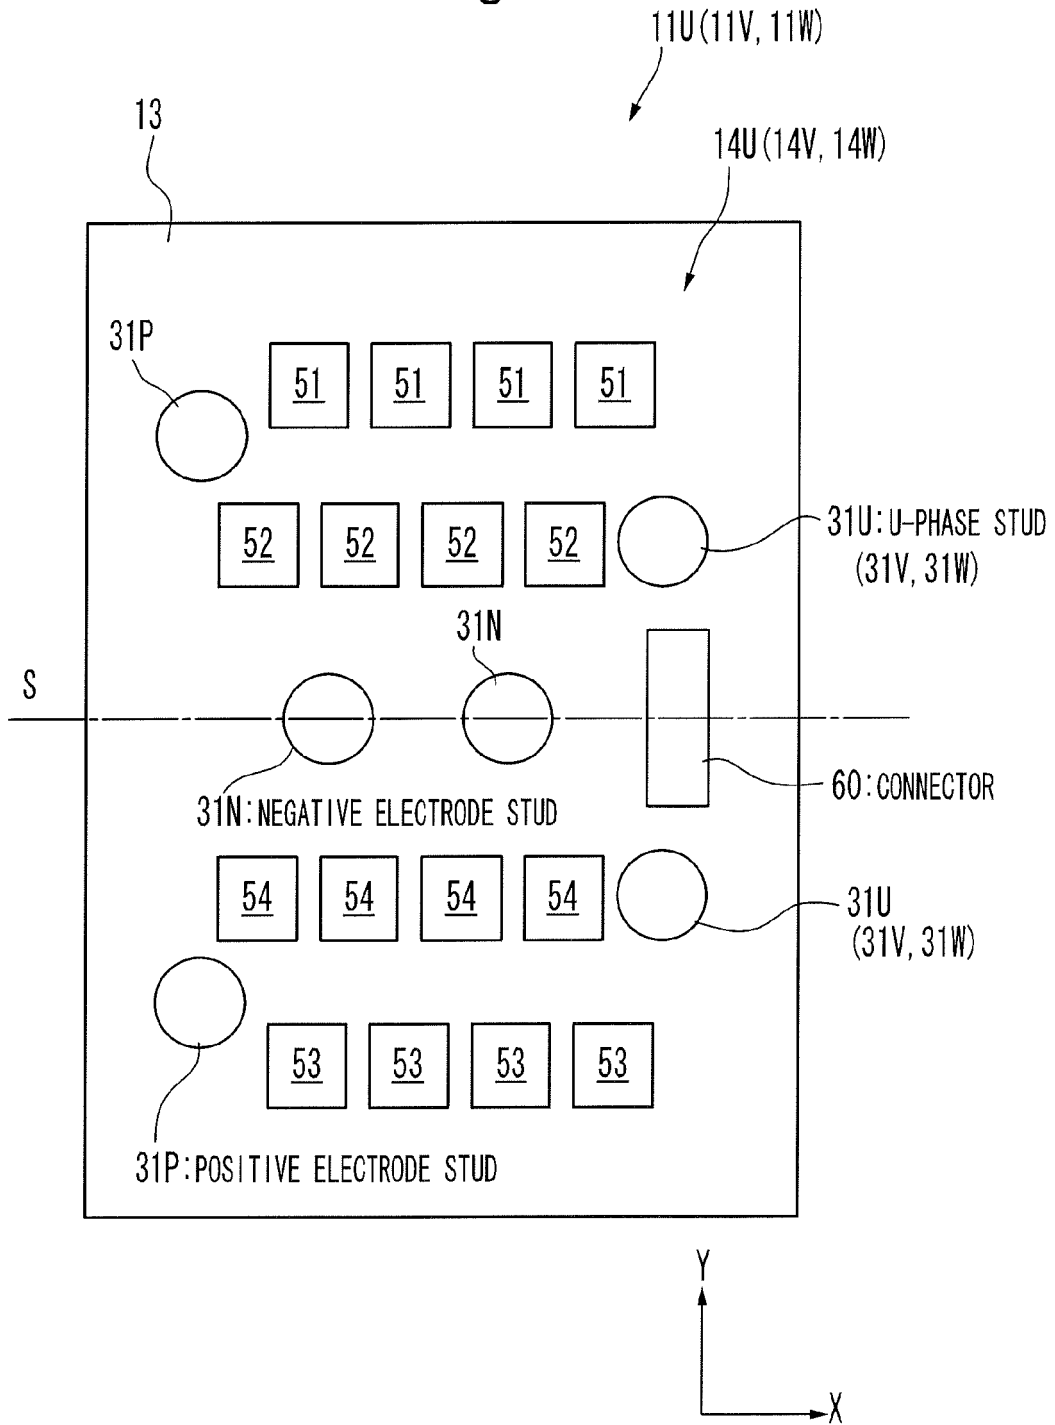 11U(11V, 11W)
13
14U(14V, 14W)
31P
51 51 51 51
52 52 52 52
31U:U-PHASE STUD
(31V, 31W)
31N
S
60:CONNECTOR
31N:NEGATIVE ELECTRODE STUD
54 54 54 54
31U
(31V, 31W)
53 53 53 53
31P:POSITIVE ELECTRODE STUD
Y
X